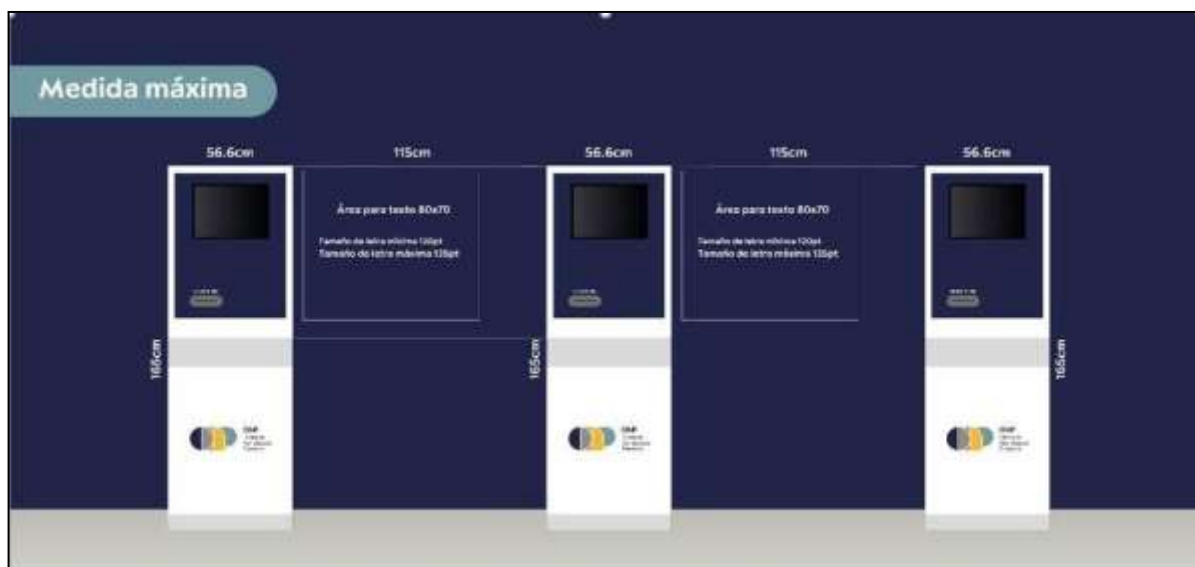 Medida máxima
56.6cm
115cm
56.6cm
115cm
56.6cm
Área para texto 80x70
Tamaño de letra mínima 120pt
Tamaño de letra máxima 135pt
Área para texto 80x70
Tamaño de letra mínima 120pt
Tamaño de letra máxima 135pt
165cm
165cm
165cm